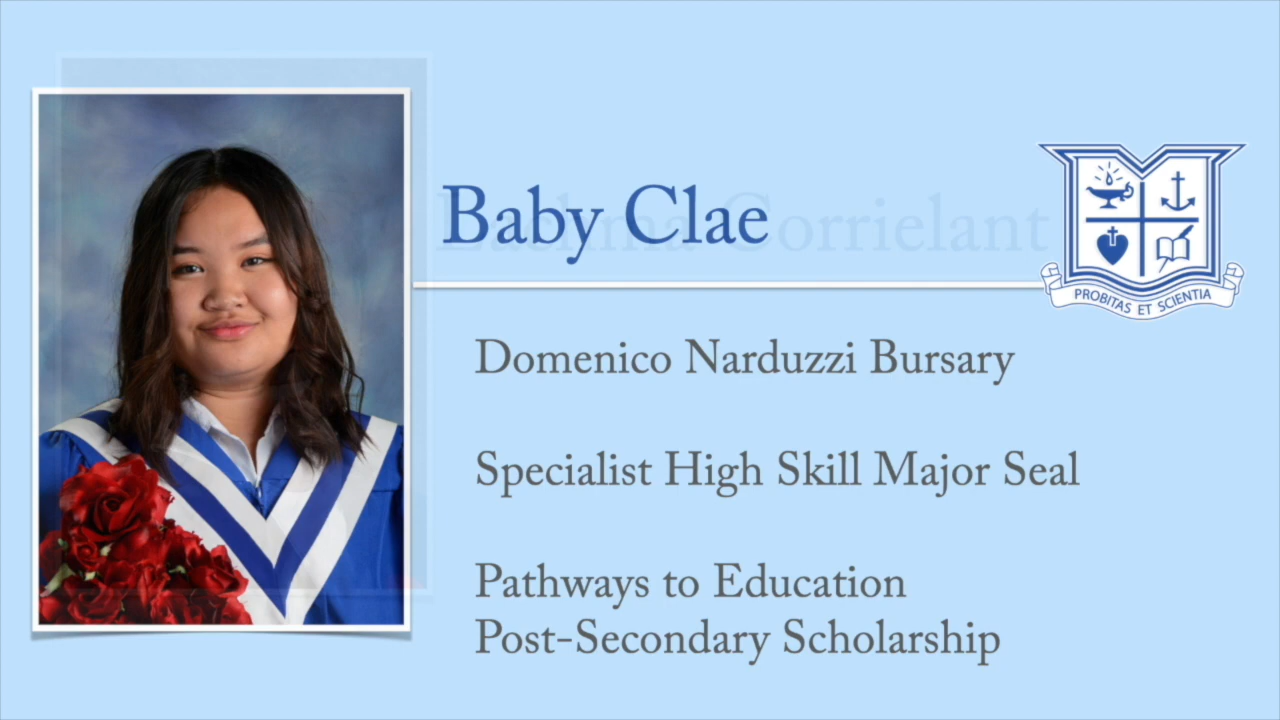 Baby Clae
PROBITAS ET SCIENTIA
Domenico Narduzzi Bursary
Specialist High Skill Major Seal
Pathways to Education
Post-Secondary Scholarship